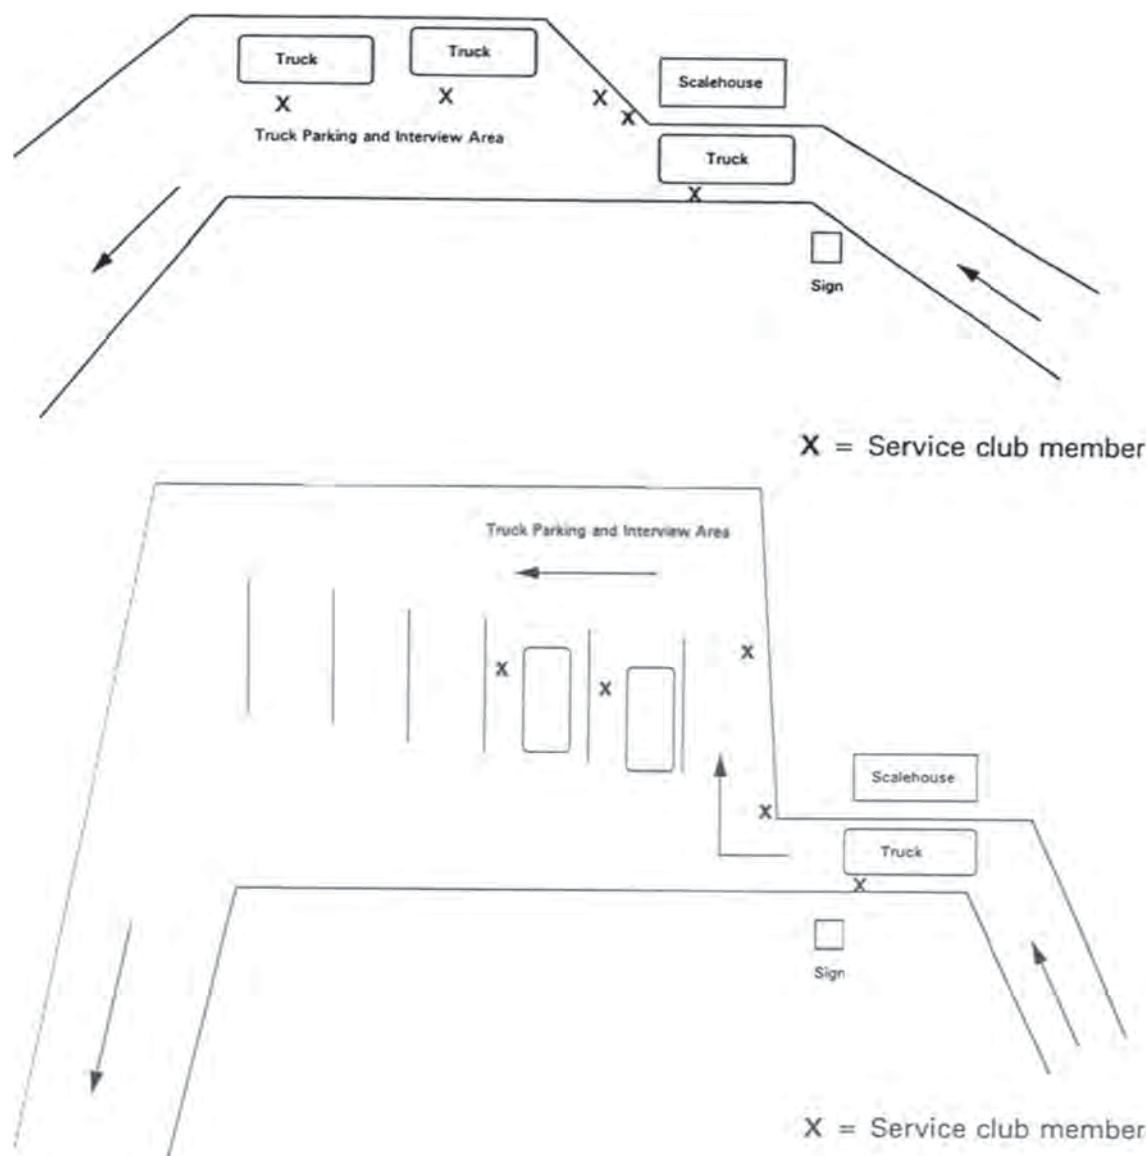 Truck
Truck
X
X
X
X
Scalehouse
Truck Parking and Interview Area
Truck
X
Sign
X = Service club member
Truck Parking and Interview Area
X
X
X
Scalehouse
X
Truck
X
Sign
X = Service club member